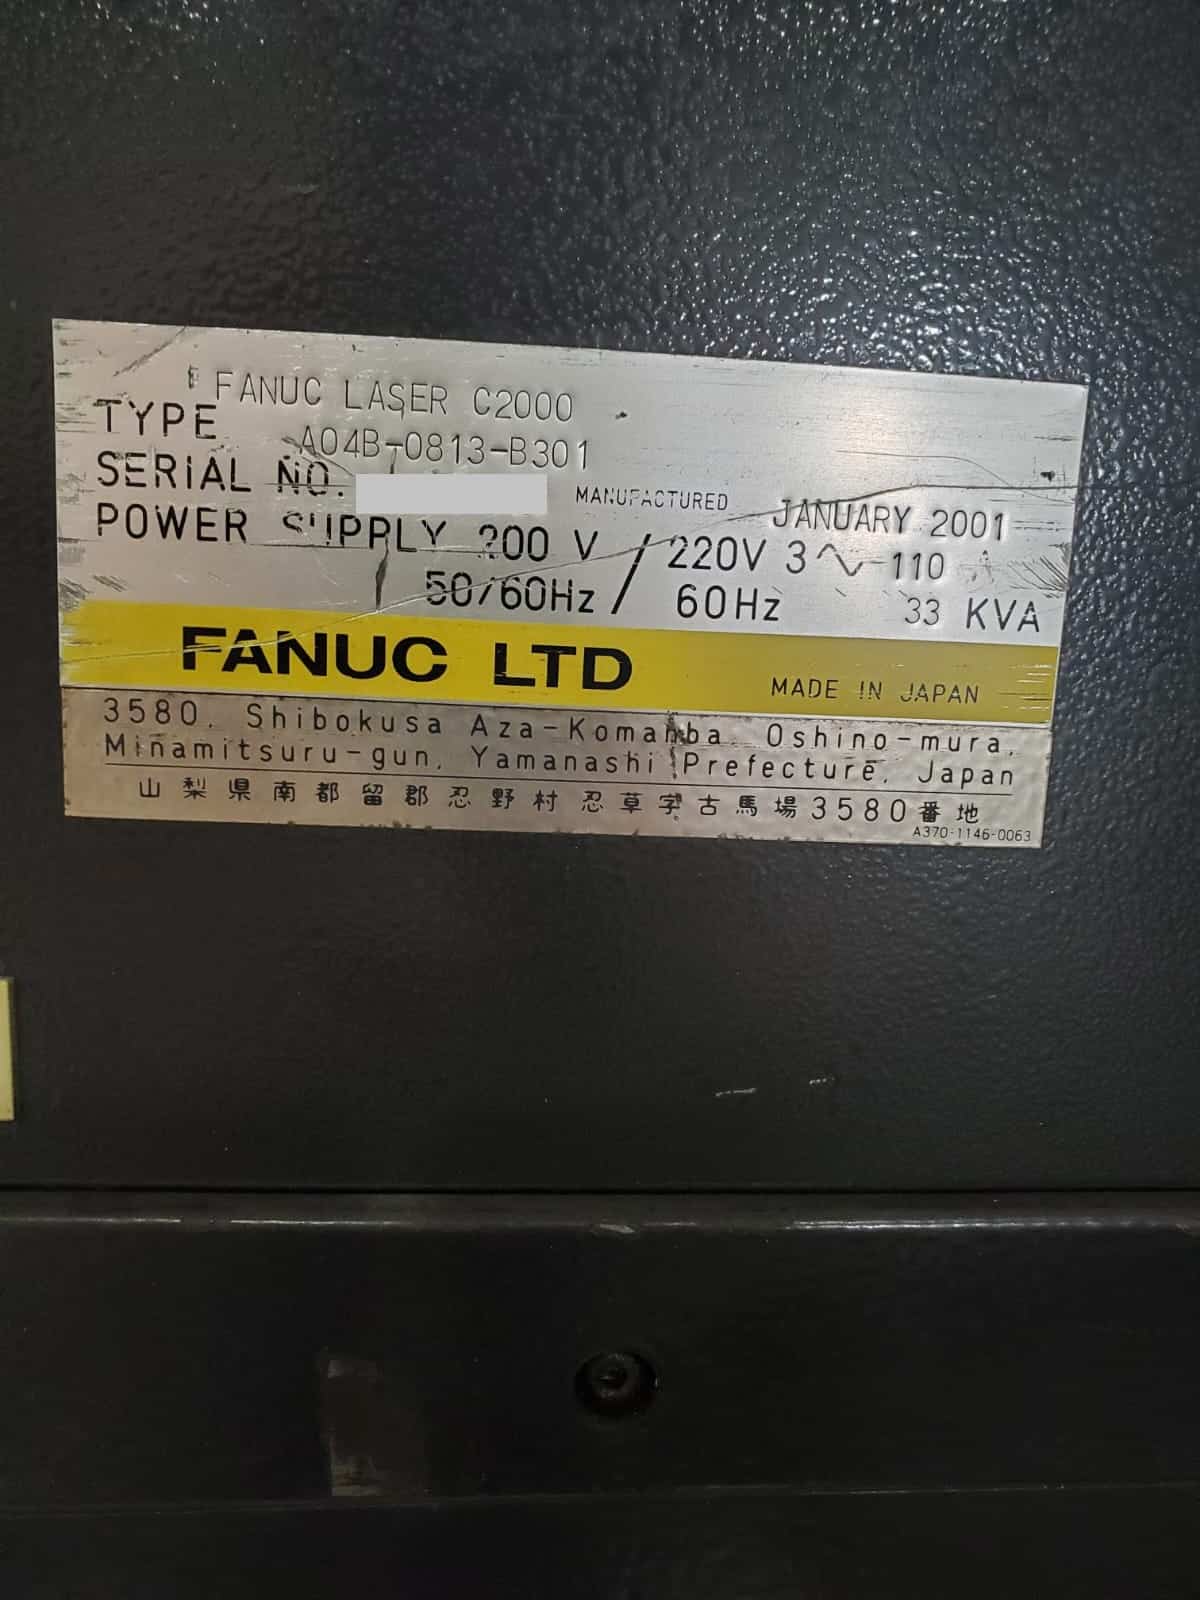 FANUC LASER C2000
TYPE
A04B-0813-B301
SERIAL NO.
MANUFACTURED JANUARY 2001
POWER SUPPLY 200 V / 220V 3∿ 110 A
50/60Hz / 60Hz 33 KVA
FANUC LTD
MADE IN JAPAN
3580, Shibokusa Aza-Komanba, Oshino-mura,
Minamitsuru-gun, Yamanashi Prefecture, Japan
山梨県南都留郡忍野村忍草字古馬場3580番地
A370-1146-0063